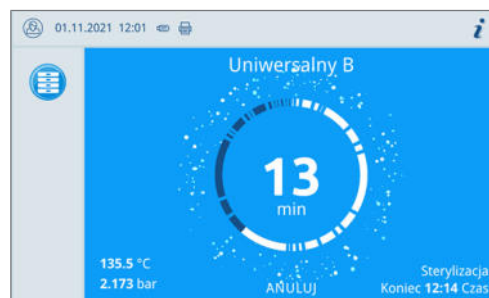 01.11.2021 12:01
i
Uniwersalny B
13
min
135.5 °C
2.173 bar
ANULUJ
Sterylizacja
Koniec 12:14 Czas